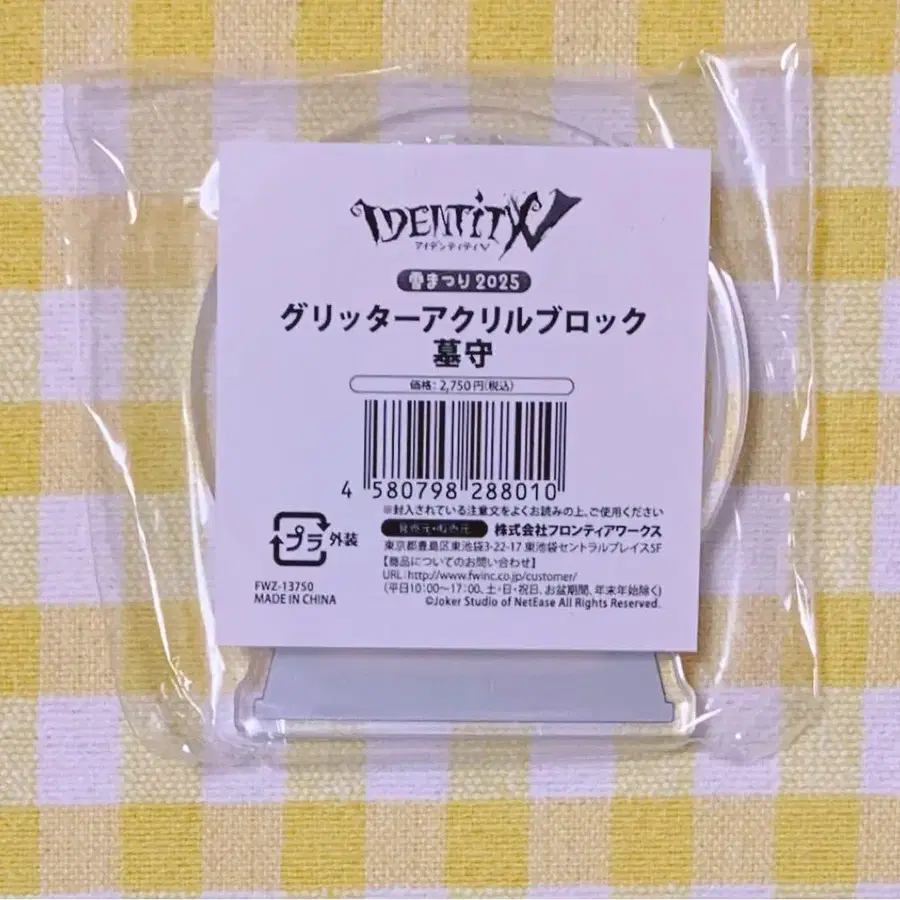 IDENTITY V
アイデンティティV
雪まつり2025
グリッターアクリルブロック
墓守
価格:2,750円(税込)
4 580798 288010
※封入されている注意文をよくお読みの上、ご使用ください
発売元・販売元 株式会社フロンティアワークス
東京都豊島区東池袋3-22-17 東池袋セントラルプレイス5F
【商品についてのお問い合わせ】
URL:http://www.fwinc.co.jp/customer/
(平日10:00〜17:00、土・日・祝日、お盆期間、年末年始除く)
©Joker Studio of NetEase All Rights Reserved.
プラ 外装
FWZ-13750
MADE IN CHINA